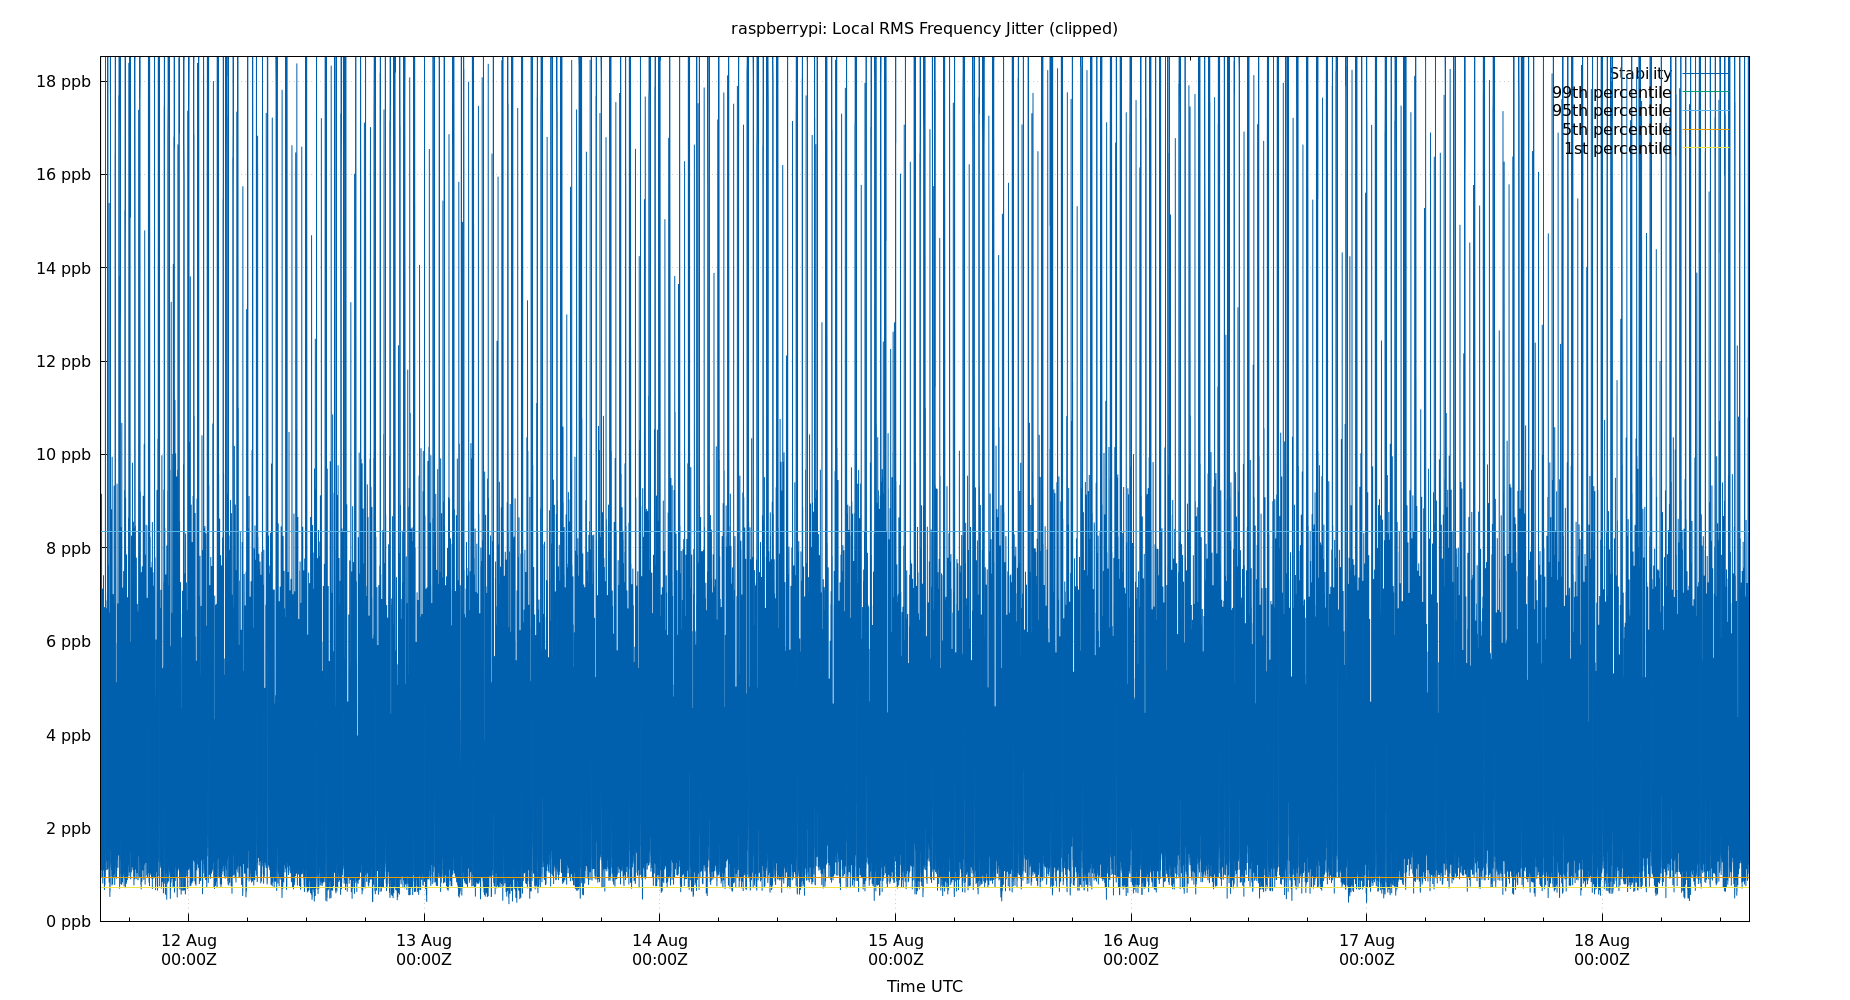 raspberrypi: Local RMS Frequency Jitter (clipped)
18 ppb
16 ppb
14 ppb
12 ppb
10 ppb
8 ppb
6 ppb
4 ppb
2 ppb
0 ppb
Stability
99th percentile
95th percentile
5th percentile
1st percentile
12 Aug
00:00Z
13 Aug
00:00Z
14 Aug
00:00Z
15 Aug
00:00Z
16 Aug
00:00Z
17 Aug
00:00Z
18 Aug
00:00Z
Time UTC